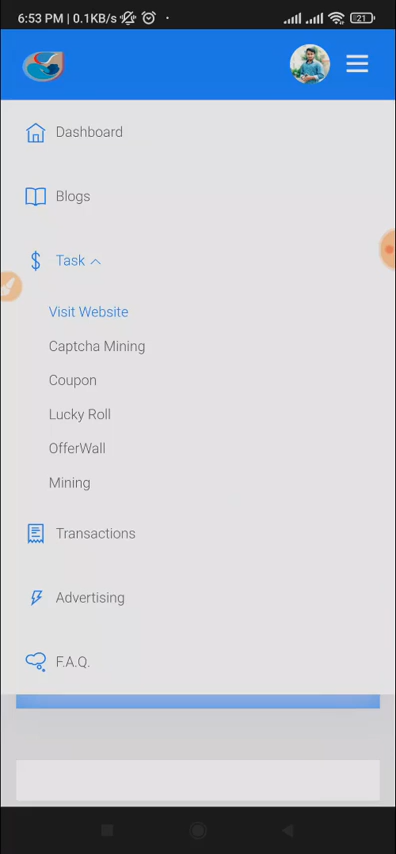 6:53 PM | 0.1KB/s
21
Dashboard
Blogs
Task
Visit Website
Captcha Mining
Coupon
Lucky Roll
OfferWall
Mining
Transactions
Advertising
F.A.Q.